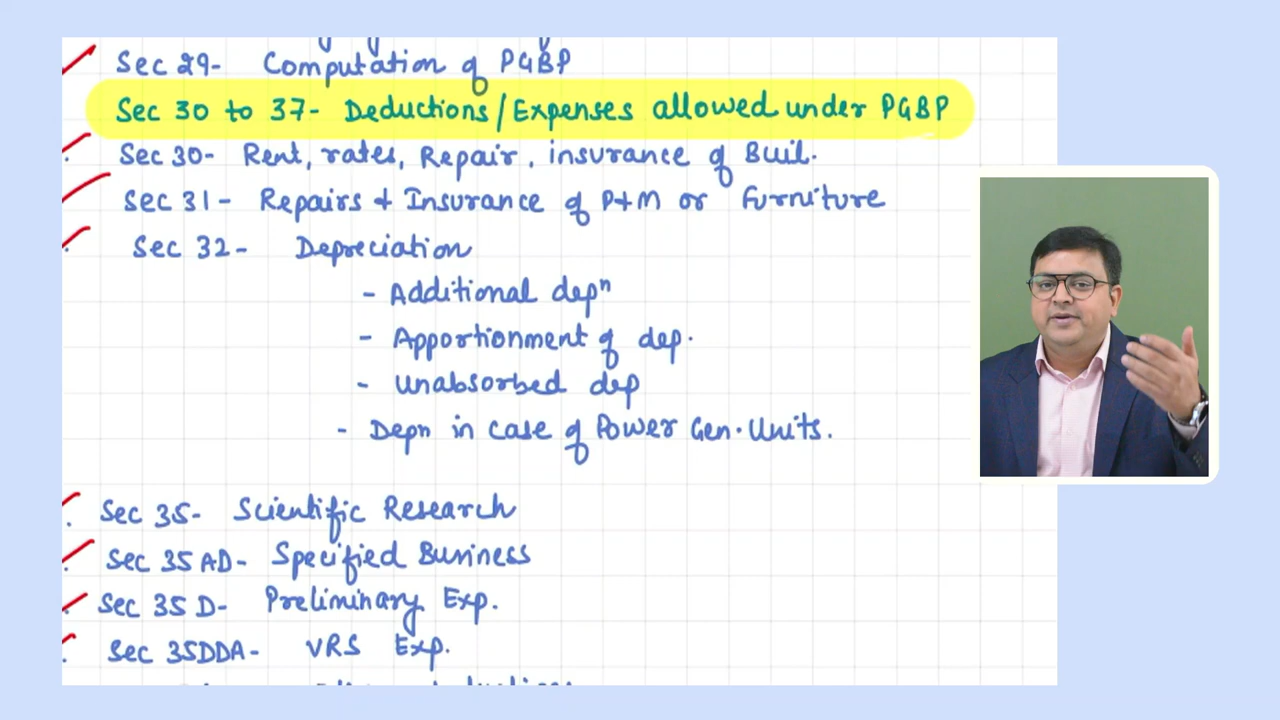 Sec 29- Computation of PGBP
Sec 30 to 37- Deductions/Expenses allowed under PGBP
Sec 30- Rent, rates, Repair, insurance of Buil.
Sec 31- Repairs + Insurance of P+M or Furniture
Sec 32- Depreciation
- Additional depⁿ
- Apportionment of dep.
- Unabsorbed dep
- Depn in case of Power Gen. Units.
Sec 35- Scientific Research
Sec 35 AD- Specified Business
Sec 35 D- Preliminary Exp.
Sec 35DDA- VRS Exp.